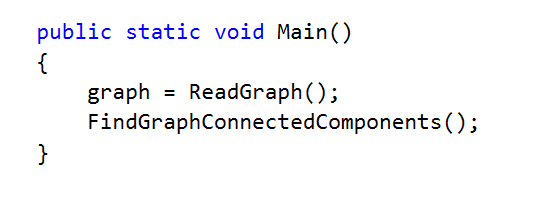 public static void Main()
{
    graph = ReadGraph();
    FindGraphConnectedComponents();
}